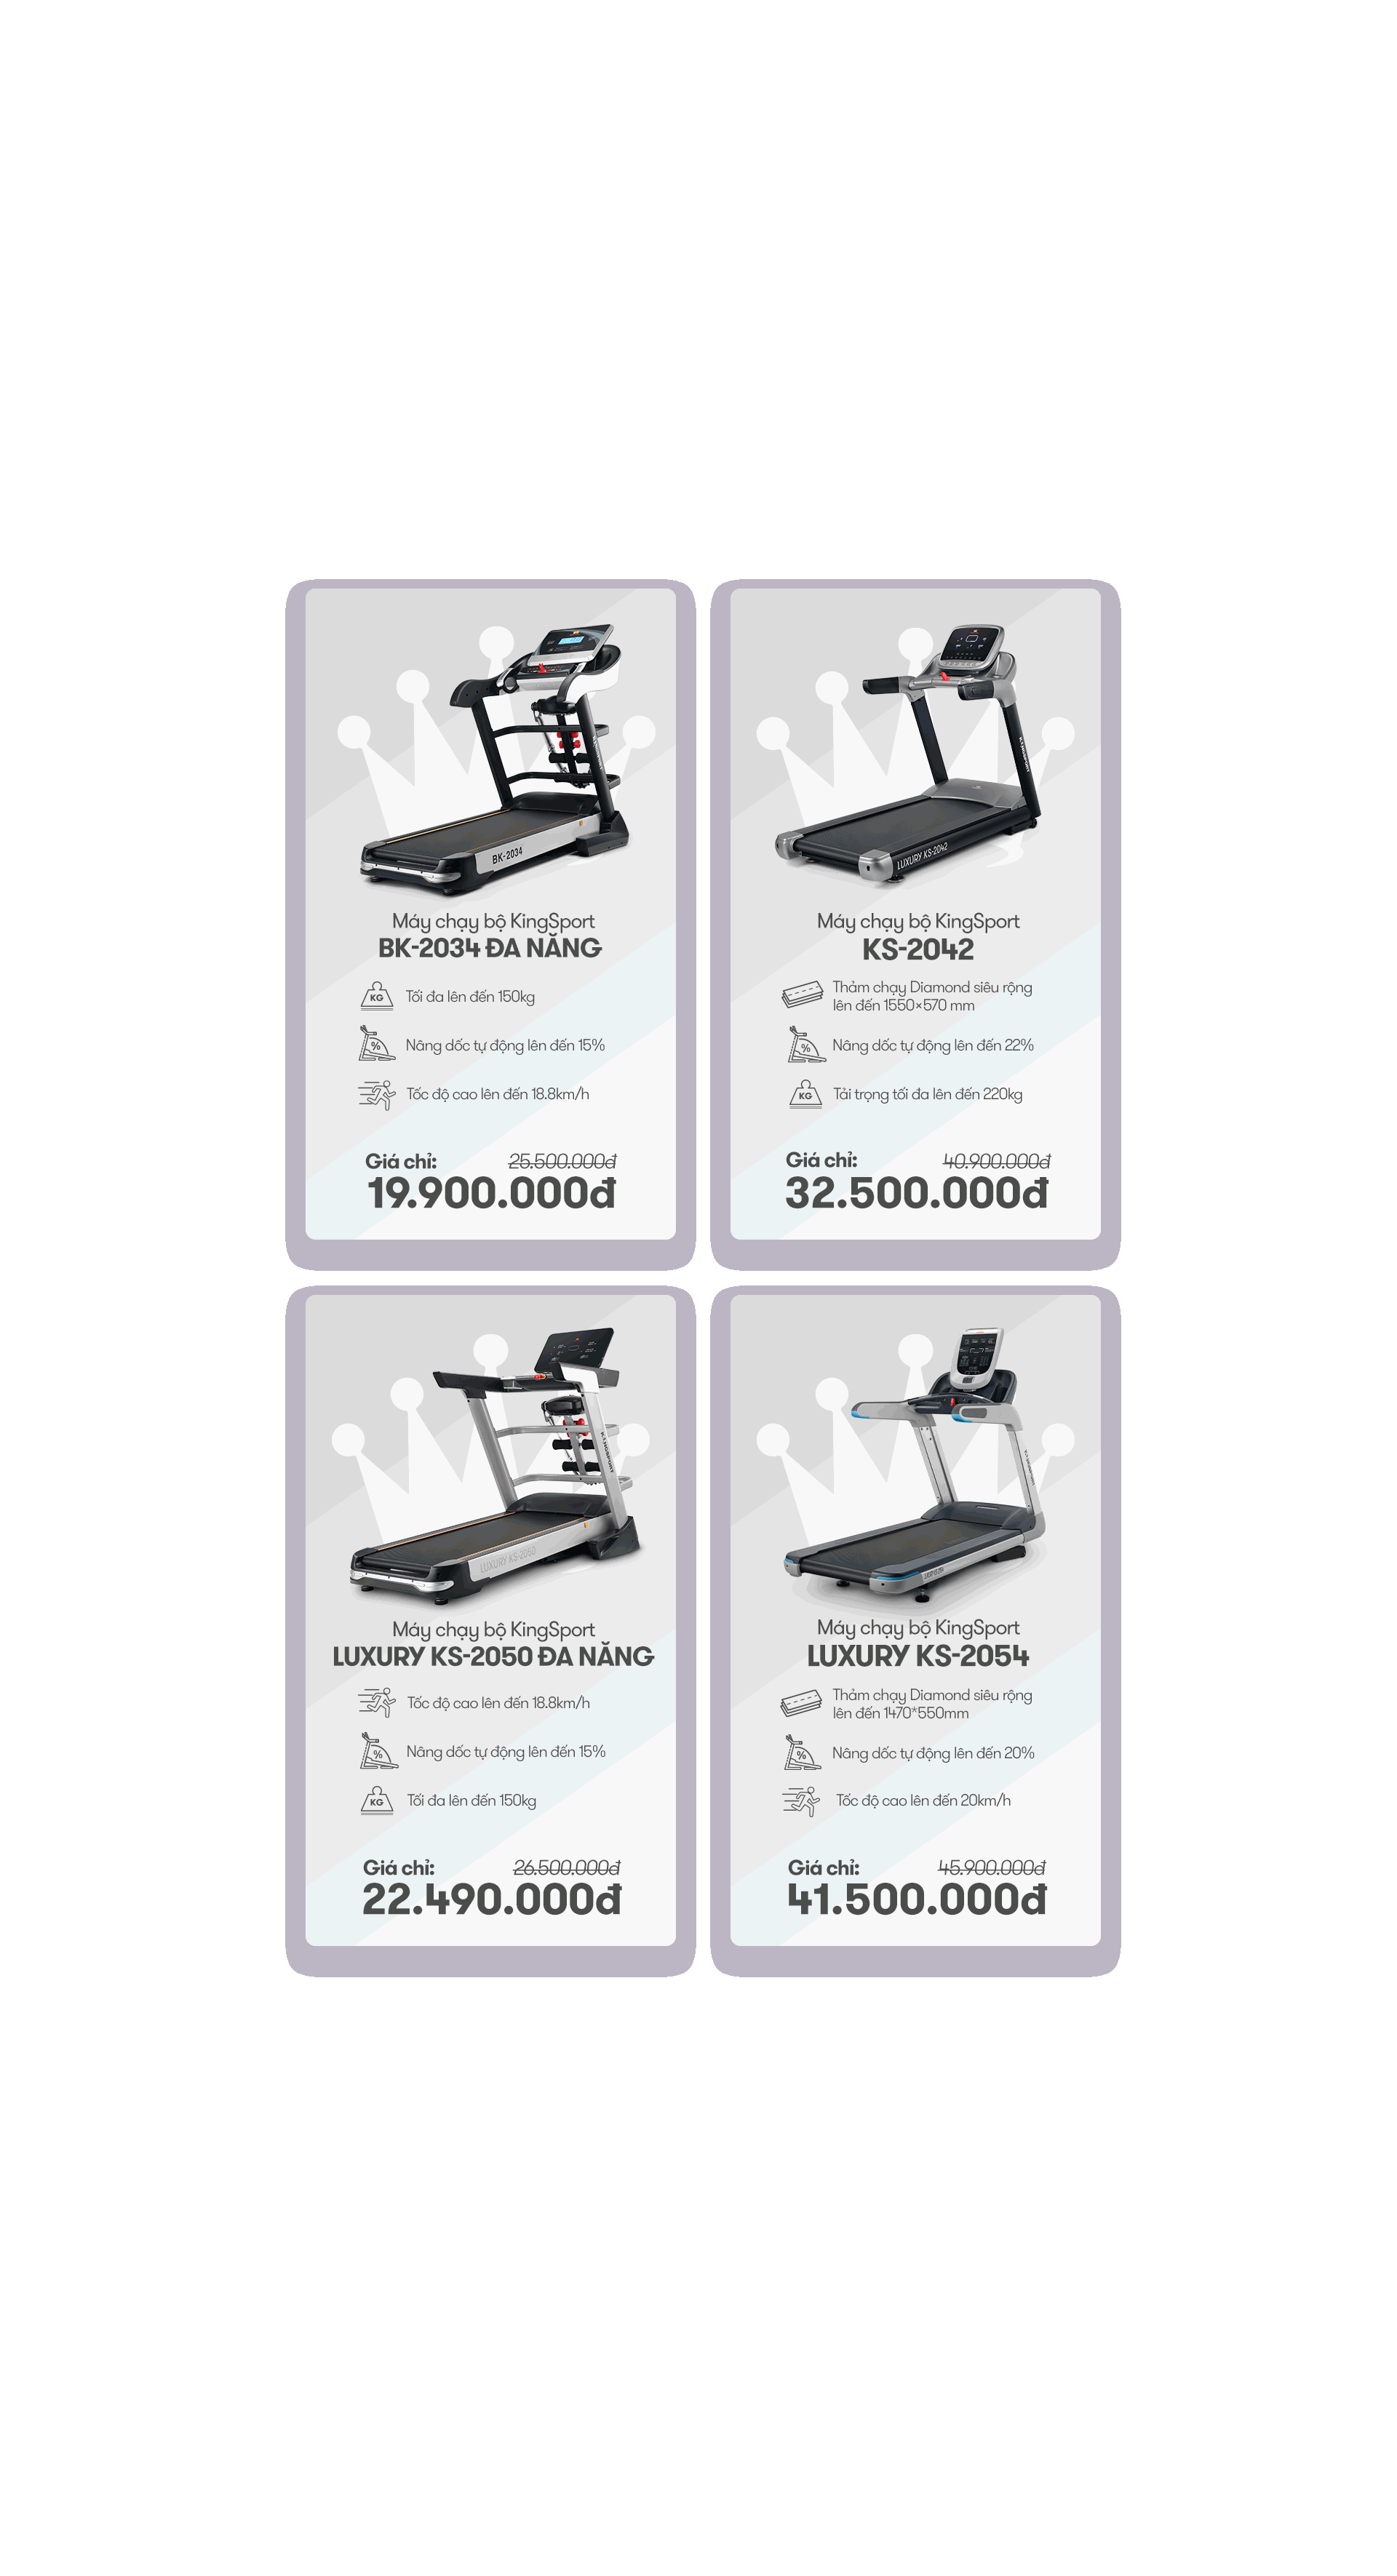 BK-2034
Máy chạy bộ KingSport
BK-2034 ĐA NĂNG
KG
Tối đa lên đến 150kg
%
Nâng dốc tự động lên đến 15%
Tốc độ cao lên đến 18.8km/h
Giá chỉ:
25.500.000đ
19.900.000đ
KINGSPORT
LUXURY KS-2042
Máy chạy bộ KingSport
KS-2042
Thảm chạy Diamond siêu rộng
lên đến 1550×570 mm
%
Nâng dốc tự động lên đến 22%
KG
Tải trọng tối đa lên đến 220kg
Giá chỉ:
40.900.000đ
32.500.000đ
KINGSPORT
LUXURY KS-2050
Máy chạy bộ KingSport
LUXURY KS-2050 ĐA NĂNG
Tốc độ cao lên đến 18.8km/h
%
Nâng dốc tự động lên đến 15%
KG
Tối đa lên đến 150kg
Giá chỉ:
26.500.000đ
22.490.000đ
Máy chạy bộ KingSport
LUXURY KS-2054
Thảm chạy Diamond siêu rộng
lên đến 1470*550mm
%
Nâng dốc tự động lên đến 20%
Tốc độ cao lên đến 20km/h
Giá chỉ:
45.900.000đ
41.500.000đ